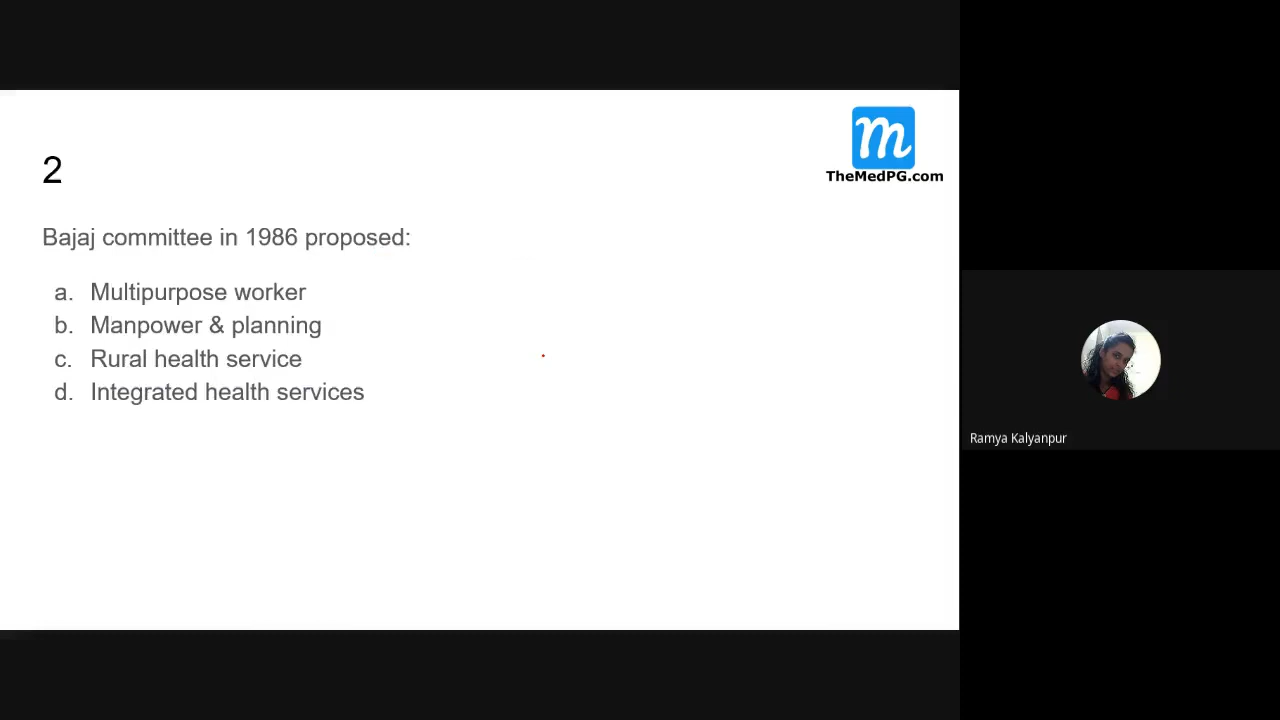 m
TheMedPG.com
2
Bajaj committee in 1986 proposed:
a. Multipurpose worker
b. Manpower & planning
c. Rural health service
d. Integrated health services
Ramya Kalyanpur